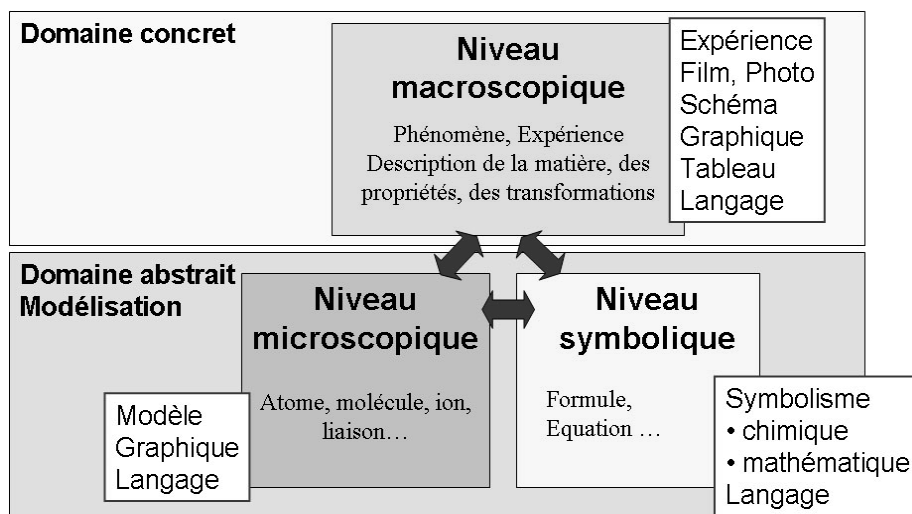 Domaine concret
Niveau
macroscopique
Phénomène, Expérience
Description de la matière, des
propriétés, des transformations
Expérience
Film, Photo
Schéma
Graphique
Tableau
Langage
Domaine abstrait
Modélisation
Niveau
microscopique
Atome, molécule, ion,
liaison…
Modèle
Graphique
Langage
Niveau
symbolique
Formule,
Equation …
Symbolisme
• chimique
• mathématique
Langage